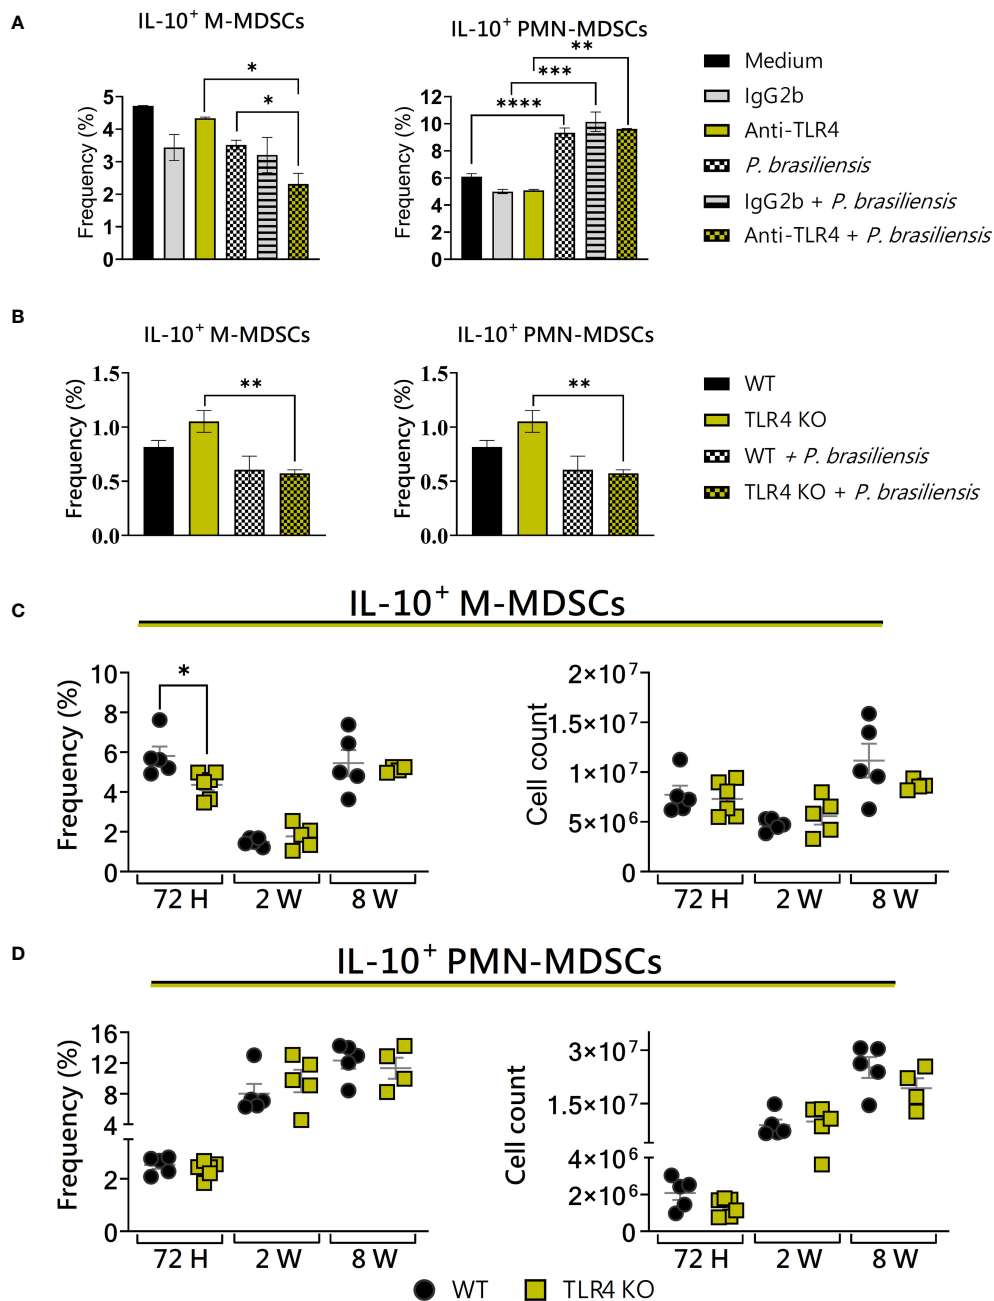 A
IL-10⁺ M-MDSCs
Frequency (%)
5
4
3
2
1
0
*
*
IL-10⁺ PMN-MDSCs
Frequency (%)
12
10
8
6
4
2
0
**
***
****
Medium
IgG2b
Anti-TLR4
P. brasiliensis
IgG2b + P. brasiliensis
Anti-TLR4 + P. brasiliensis
B
IL-10⁺ M-MDSCs
Frequency (%)
1.5
1.0
0.5
0.0
**
IL-10⁺ PMN-MDSCs
Frequency (%)
1.5
1.0
0.5
0.0
**
WT
TLR4 KO
WT + P. brasiliensis
TLR4 KO + P. brasiliensis
C
IL-10⁺ M-MDSCs
Frequency (%)
10
8
6
4
2
0
*
72 H 2 W 8 W
Cell count
2×10⁷
1.5×10⁷
1×10⁷
5×10⁶
0
72 H 2 W 8 W
D
IL-10⁺ PMN-MDSCs
Frequency (%)
16
12
8
4
2
0
72 H 2 W 8 W
Cell count
3×10⁷
1.5×10⁷
4×10⁶
2×10⁶
0
72 H 2 W 8 W
WT TLR4 KO